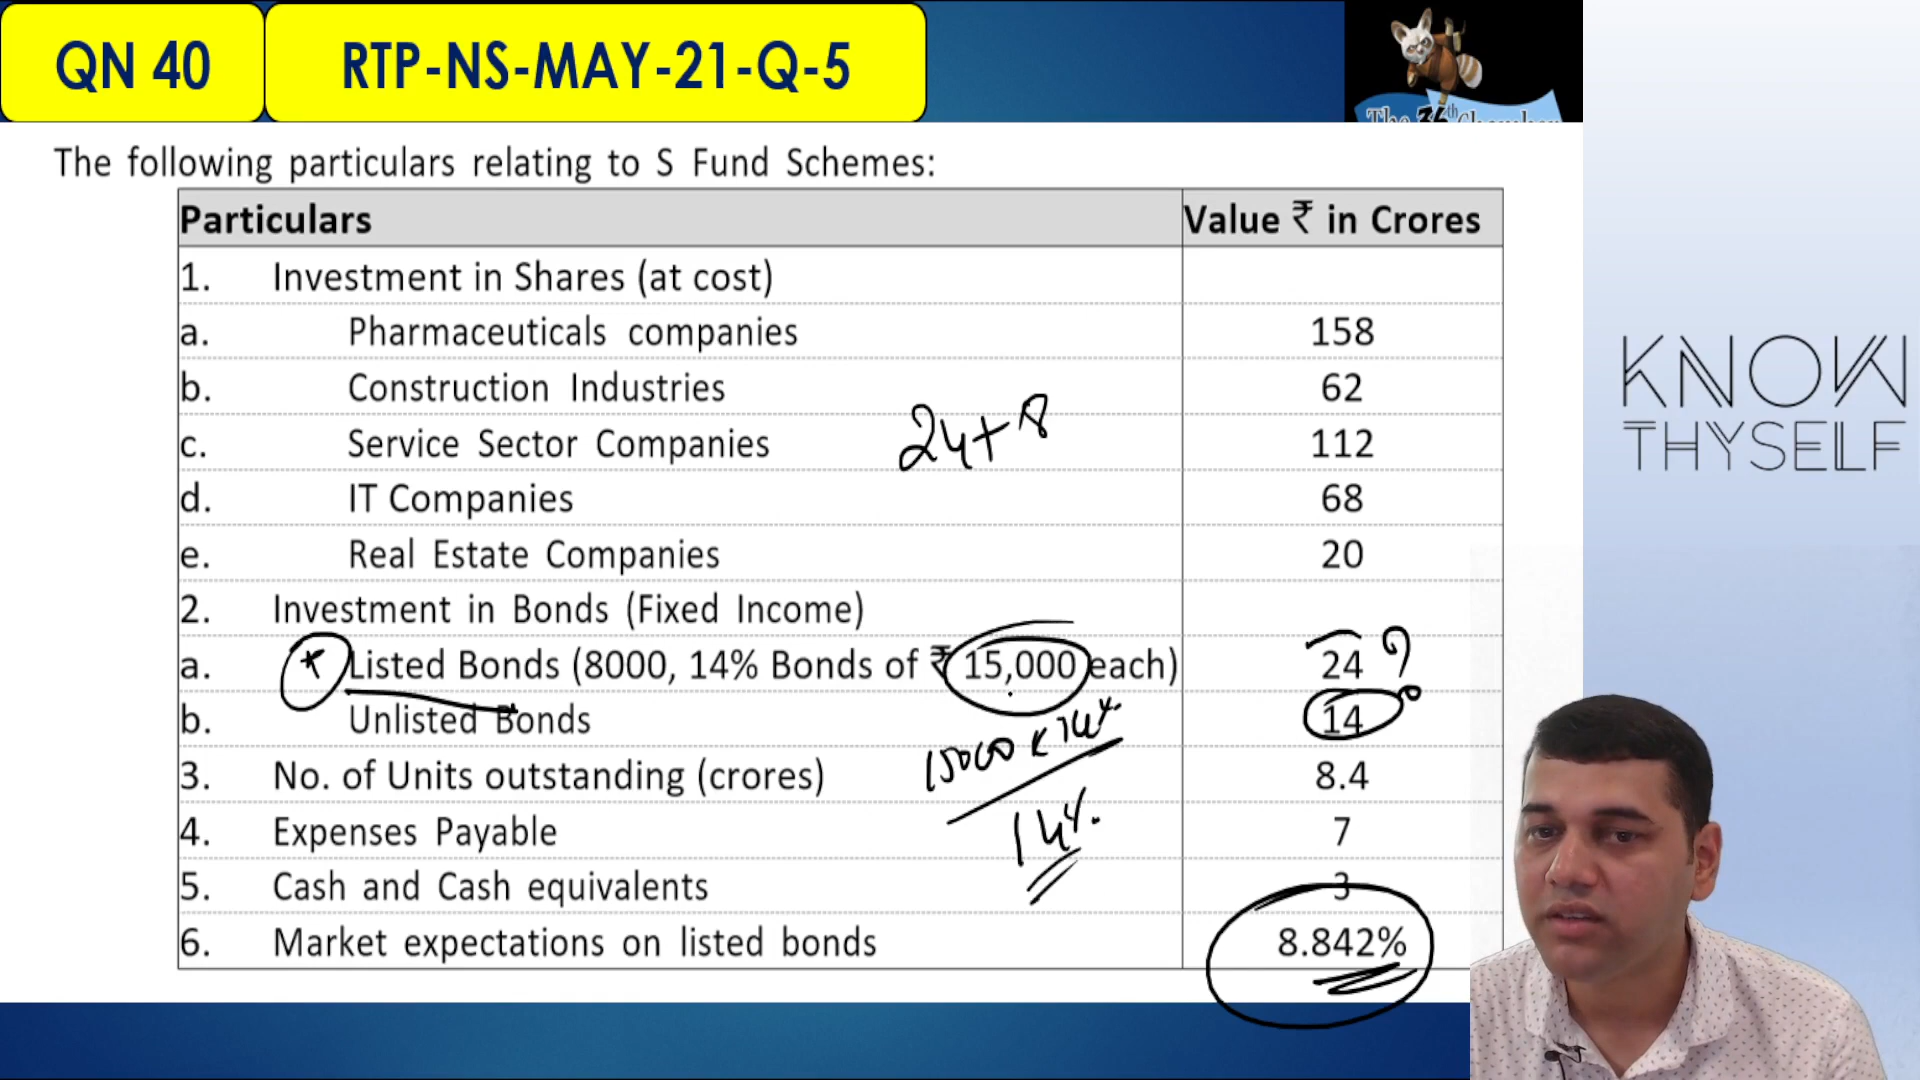 QN 40
RTP-NS-MAY-21-Q-5
The 36th Chamber
The following particulars relating to S Fund Schemes:
Particulars Value ₹ in Crores
1. Investment in Shares (at cost)
a. Pharmaceuticals companies 158
b. Construction Industries 62
24+8
c. Service Sector Companies 112
d. IT Companies 68
e. Real Estate Companies 20
2. Investment in Bonds (Fixed Income)
a. * Listed Bonds (8000, 14% Bonds of ₹ 15,000 each) 24 ?
b. Unlisted Bonds 14
15000 x 14%
14%
3. No. of Units outstanding (crores) 8.4
4. Expenses Payable 7
5. Cash and Cash equivalents 3
6. Market expectations on listed bonds 8.842%
KNOW
THYSELF